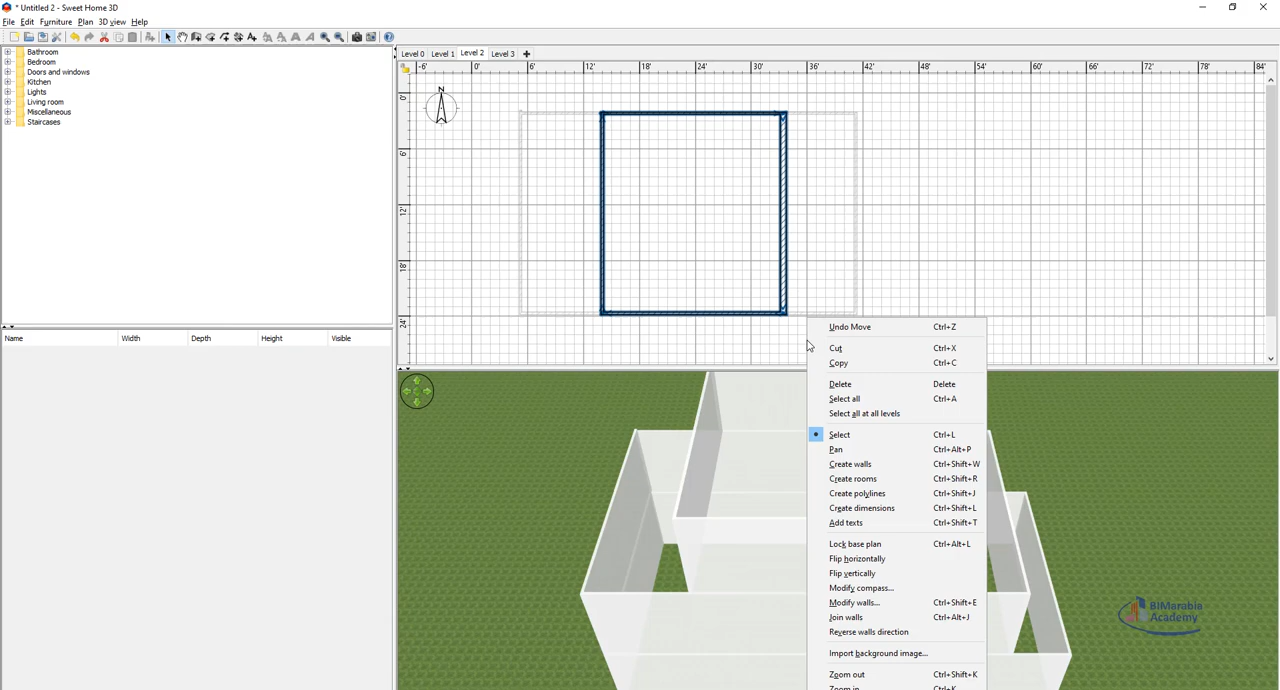 * Untitled 2 - Sweet Home 3D
File Edit Furniture Plan 3D view Help
Bathroom
Bedroom
Doors and windows
Kitchen
Lights
Living room
Miscellaneous
Staircases
Name Width Depth Height Visible
Level 0 Level 1 Level 2 Level 3
-6' 0' 6' 12' 18' 24' 30' 36' 42' 48' 54' 60' 66' 72' 78' 84'
0'
6'
12'
18'
24'
N
Undo Move Ctrl+Z
Cut Ctrl+X
Copy Ctrl+C
Delete Delete
Select all Ctrl+A
Select all at all levels
Select Ctrl+L
Pan Ctrl+Alt+P
Create walls Ctrl+Shift+W
Create rooms Ctrl+Shift+R
Create polylines Ctrl+Shift+J
Create dimensions Ctrl+Shift+L
Add texts Ctrl+Shift+T
Lock base plan Ctrl+Alt+L
Flip horizontally
Flip vertically
Modify compass...
Modify walls... Ctrl+Shift+E
Join walls Ctrl+Alt+J
Reverse walls direction
Import background image...
Zoom out Ctrl+Shift+K
Zoom in Ctrl+K
BIMarabia
Academy